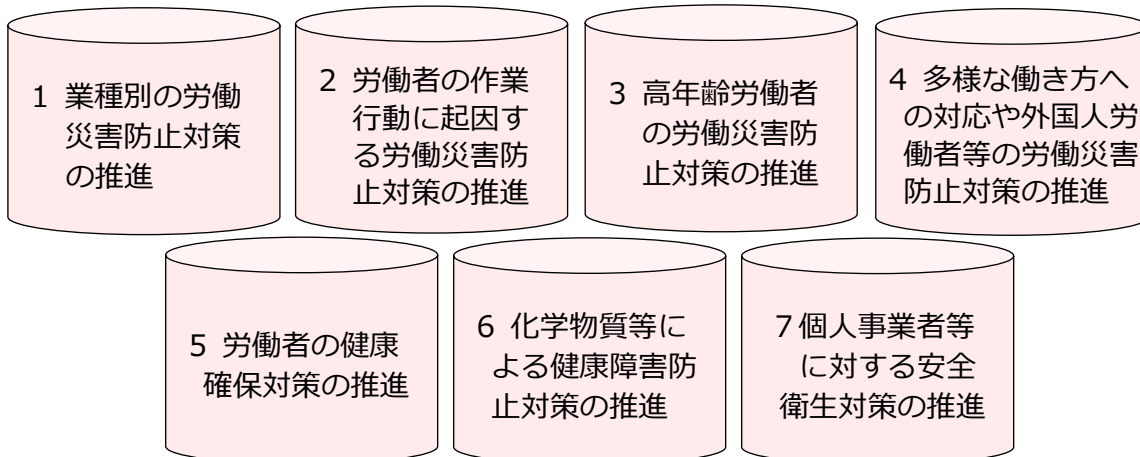 1 業種別の労働
災害防止対策
の推進
2 労働者の作業
行動に起因す
る労働災害防
止対策の推進
3 高年齢労働者
の労働災害防
止対策の推進
4 多様な働き方へ
の対応や外国人労
働者等の労働災害
防止対策の推進
5 労働者の健康
確保対策の推進
6 化学物質等に
よる健康障害防
止対策の推進
7個人事業者等
に対する安全
衛生対策の推進